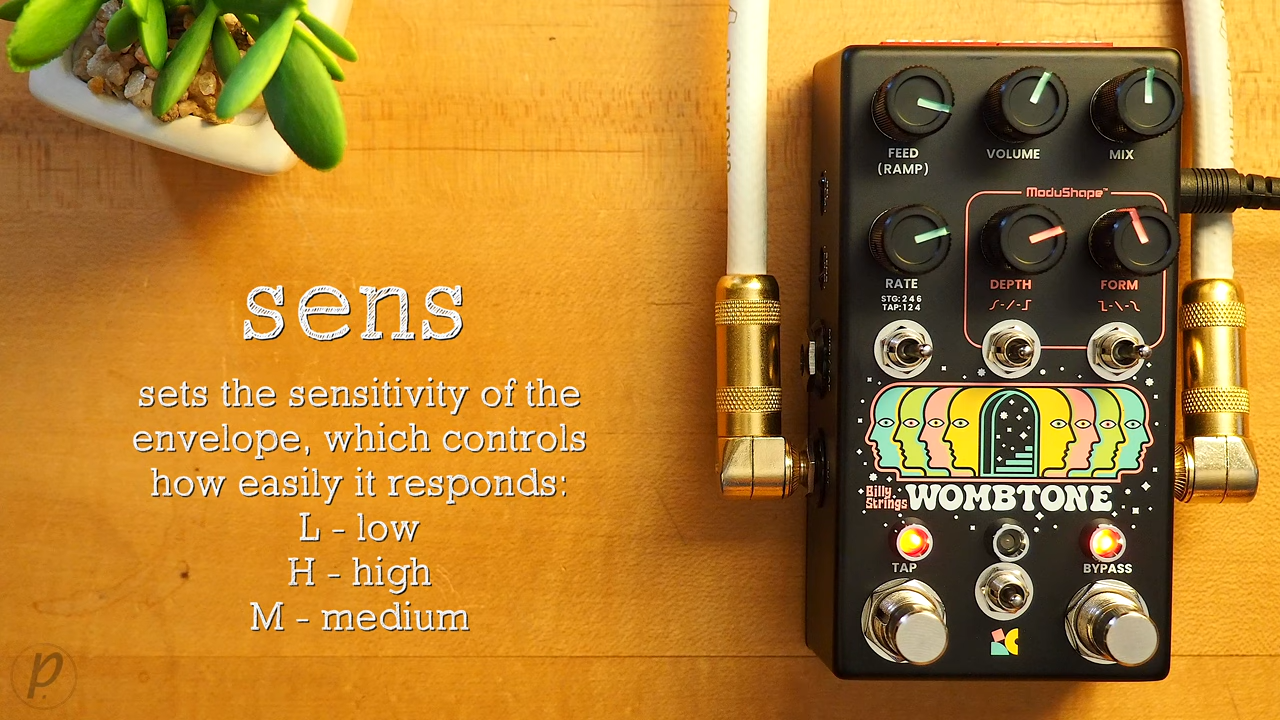 sens
sets the sensitivity of the
envelope, which controls
how easily it responds:
L - low
H - high
M - medium
p.
FEED
(RAMP)
VOLUME
MIX
ModuShape™
RATE
DEPTH
FORM
STG: 2 4 6
TAP: 1 2 4
Billy
Strings
WOMBTONE
TAP
BYPASS